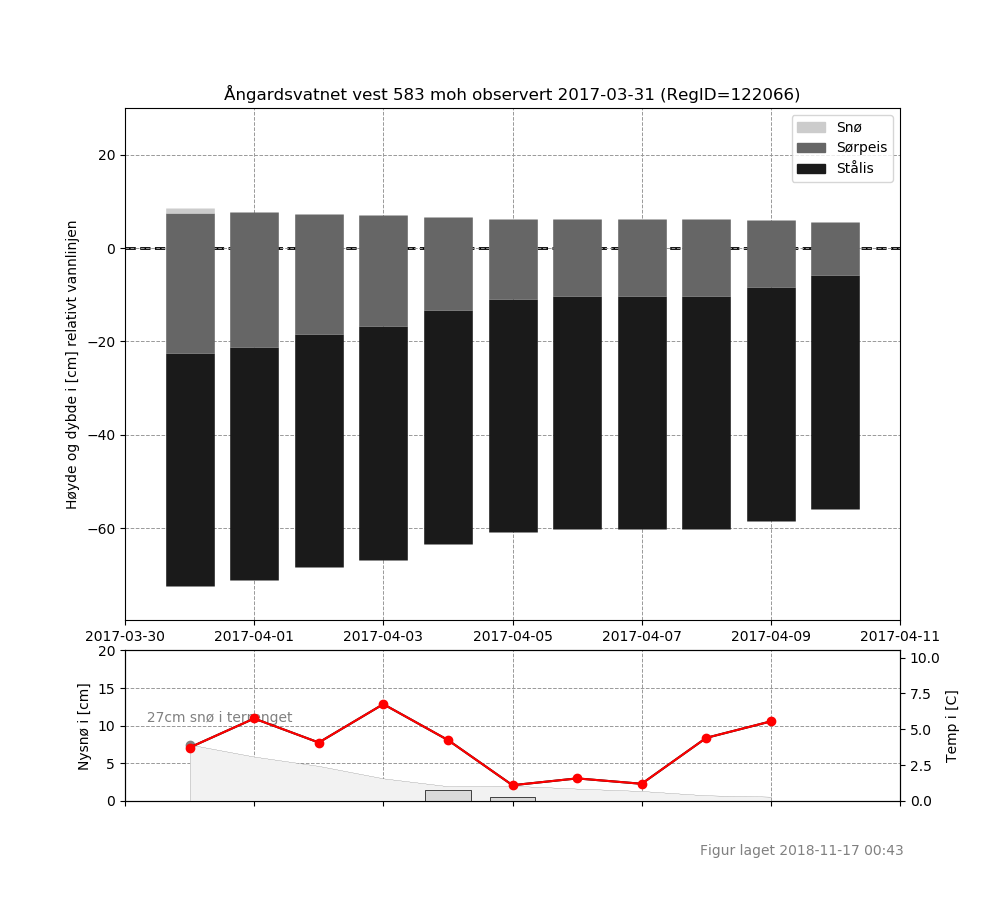 Ångardsvatnet vest 583 moh observert 2017-03-31 (RegID=122066)
Snø
Sørpeis
Stålis
20
0
−20
−40
−60
Høyde og dybde i [cm] relativt vannlinjen
2017-03-30 2017-04-01 2017-04-03 2017-04-05 2017-04-07 2017-04-09 2017-04-11
20
15
10
5
0
Nysnø i [cm]
27cm snø i terrenget
10.0
7.5
5.0
2.5
0.0
Temp i [C]
Figur laget 2018-11-17 00:43